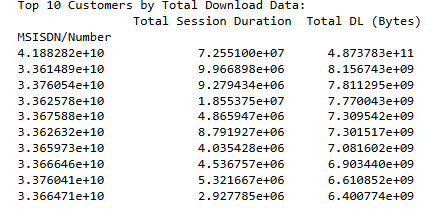 Top 10 Customers by Total Download Data:
Total Session Duration Total DL (Bytes)
MSISDN/Number
4.188282e+10 7.255100e+07 4.873783e+11
3.361489e+10 9.966898e+06 8.156743e+09
3.376054e+10 9.279434e+06 7.811295e+09
3.362578e+10 1.855375e+07 7.770043e+09
3.367588e+10 4.865947e+06 7.309542e+09
3.362632e+10 8.791927e+06 7.301517e+09
3.365973e+10 4.035428e+06 7.081602e+09
3.366646e+10 4.536757e+06 6.903440e+09
3.376041e+10 5.321667e+06 6.610852e+09
3.366471e+10 2.927785e+06 6.400774e+09